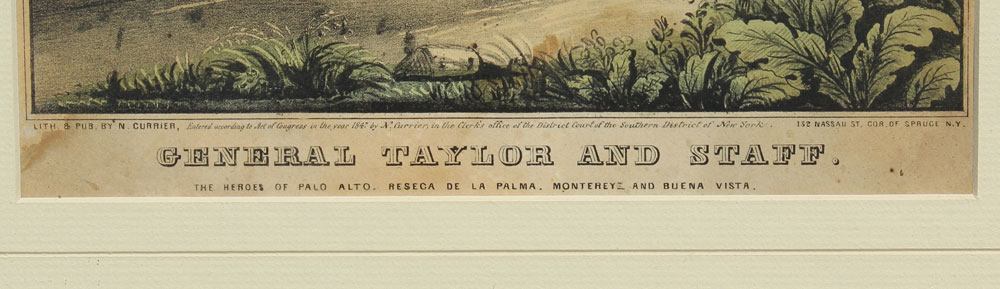 LITH. & PUB. BY N. CURRIER, Entered according to Act of Congress in the year 1847 by N. Currier, in the Clerk's office of the District Court of the Southern District of New York. 152 NASSAU ST. COR. OF SPRUCE N.Y.
GENERAL TAYLOR AND STAFF.
THE HEROES OF PALO ALTO, RESECA DE LA PALMA, MONTEREY AND BUENA VISTA.